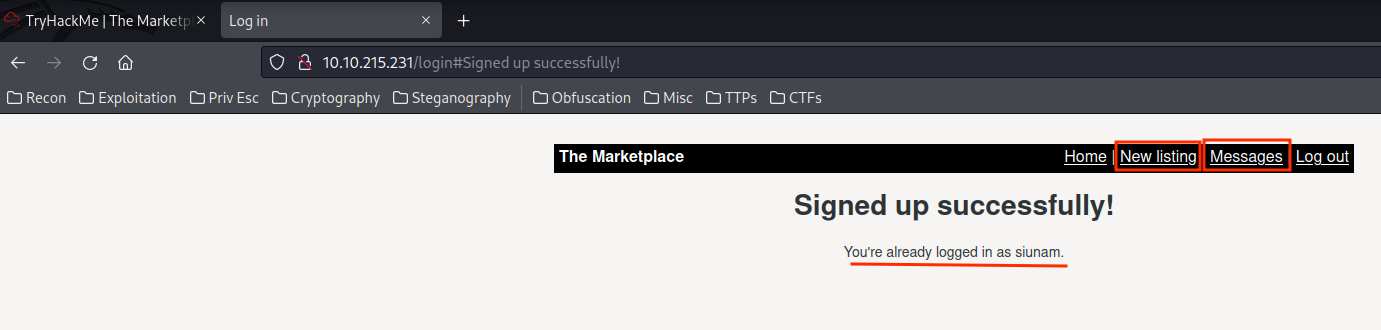 TryHackMe | The Marketpl
Log in
10.10.215.231/login#Signed up successfully!
Recon Exploitation Priv Esc Cryptography Steganography Obfuscation Misc TTPs CTFs
The Marketplace Home | New listing Messages Log out
Signed up successfully!
You're already logged in as siunam.